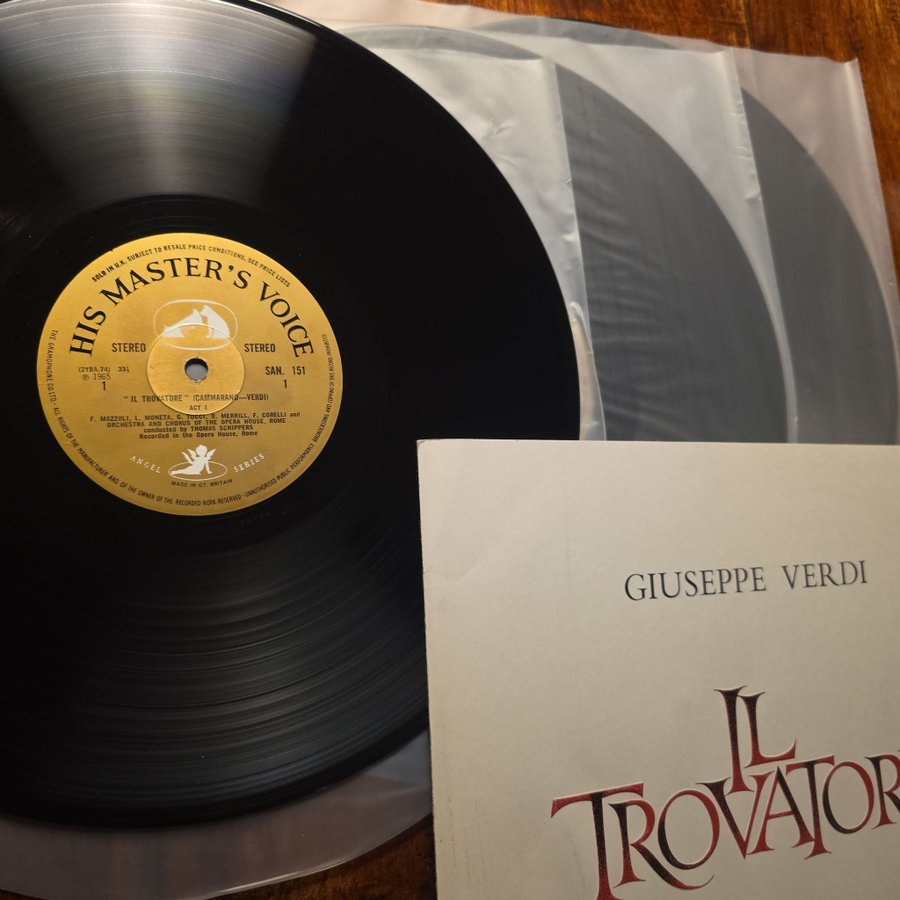 SOLD IN U.K. SUBJECT TO RESALE PRICE CONDITIONS, SEE PRICE LISTS
HIS MASTER'S VOICE
STEREO STEREO
(2YBA.74) 33⅓ SAN. 151
℗ 1965 1
1
"IL TROVATORE" (CAMMARANO—VERDI)
ACT 1
F. MAZZOLI, L. MONETA, G. TUCCI, R. MERRILL, F. CORELLI and
ORCHESTRA AND CHORUS OF THE OPERA HOUSE, ROME
conducted by THOMAS SCHIPPERS
Recorded in the Opera House, Rome
ANGEL SERIES
MADE IN GT. BRITAIN
THE GRAMOPHONE CO. LTD. · ALL RIGHTS OF THE MANUFACTURER AND OF THE OWNER OF THE RECORDED WORK RESERVED · UNAUTHORISED PUBLIC PERFORMANCE BROADCASTING AND COPYING OF THIS RECORD PROHIBITED
GIUSEPPE VERDI
IL
TROVATOR